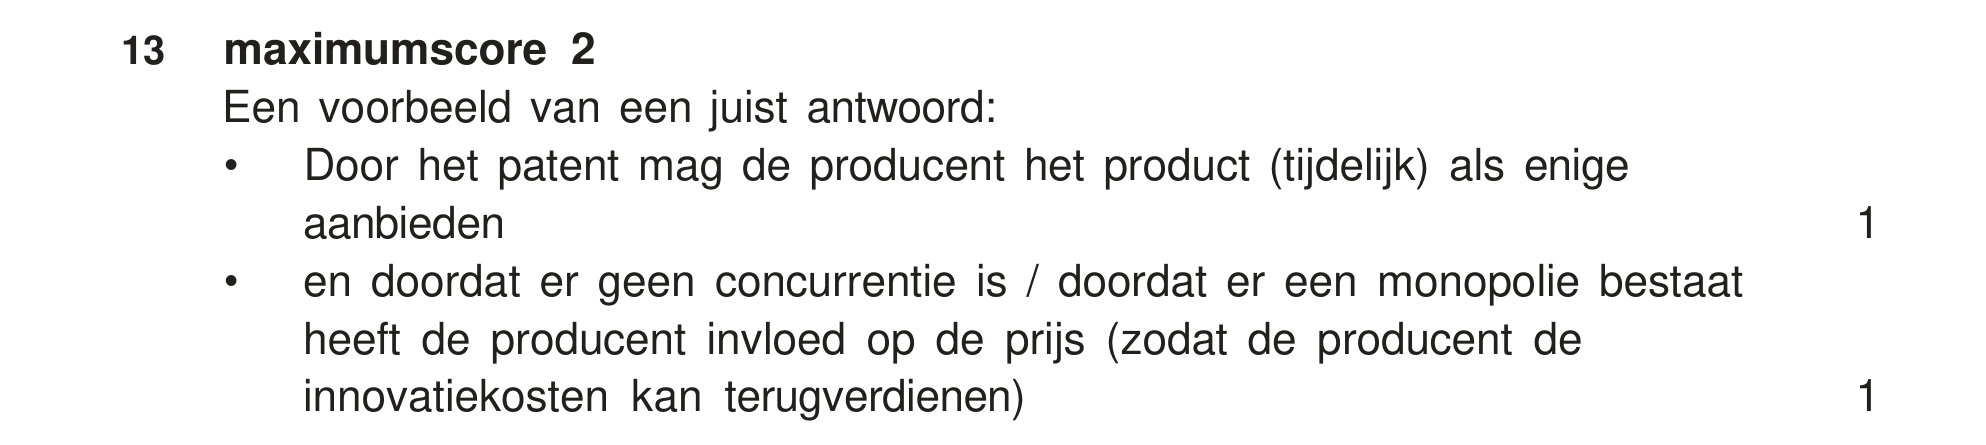 13 maximumscore 2
Een voorbeeld van een juist antwoord:
• Door het patent mag de producent het product (tijdelijk) als enige
aanbieden 1
• en doordat er geen concurrentie is / doordat er een monopolie bestaat
heeft de producent invloed op de prijs (zodat de producent de
innovatiekosten kan terugverdienen) 1